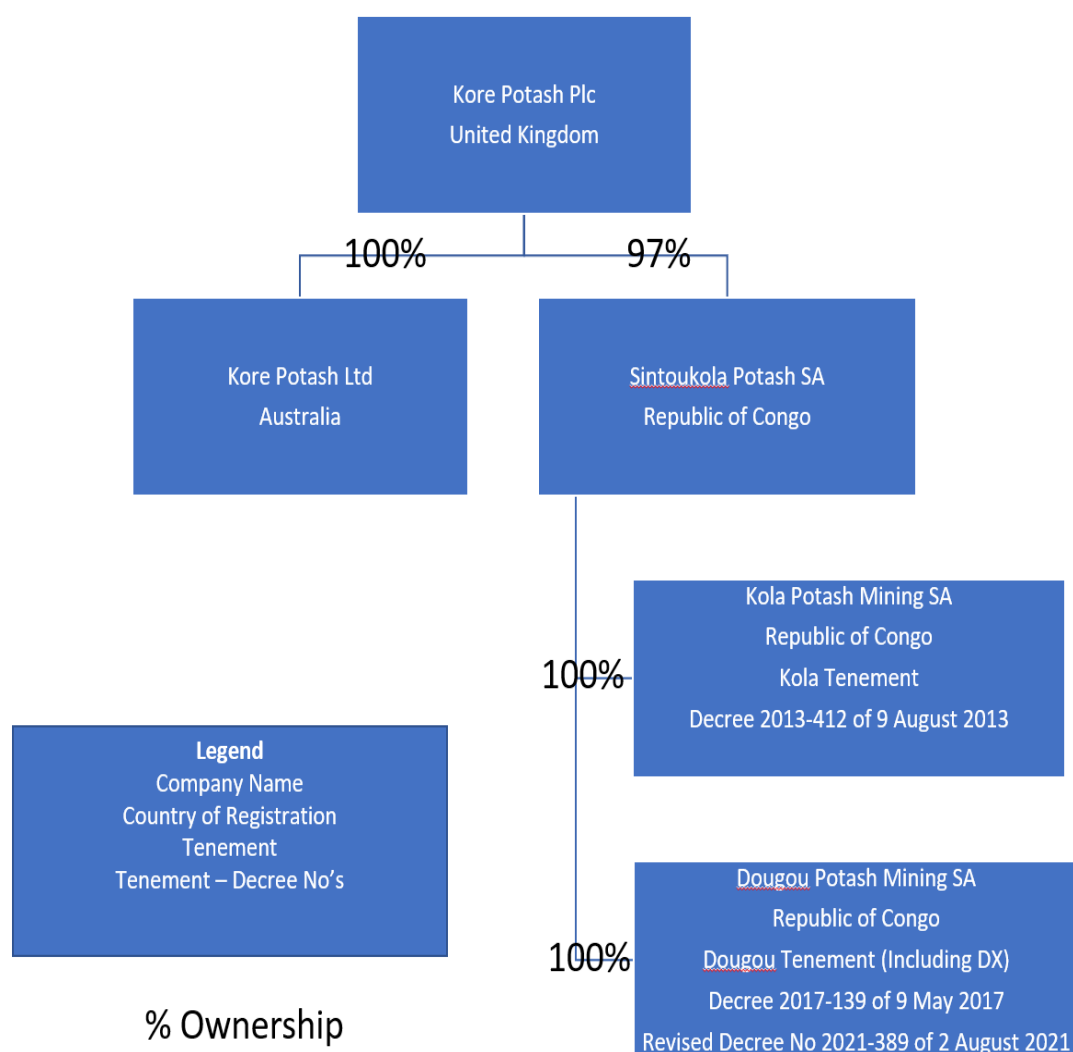 Kore Potash Plc
United Kingdom
100%
97%
Kore Potash Ltd
Australia
Sintoukola Potash SA
Republic of Congo
100%
Kola Potash Mining SA
Republic of Congo
Kola Tenement
Decree 2013-412 of 9 August 2013
Legend
Company Name
Country of Registration
Tenement
Tenement – Decree No's
100%
Dougou Potash Mining SA
Republic of Congo
Dougou Tenement (Including DX)
Decree 2017-139 of 9 May 2017
Revised Decree No 2021-389 of 2 August 2021
% Ownership